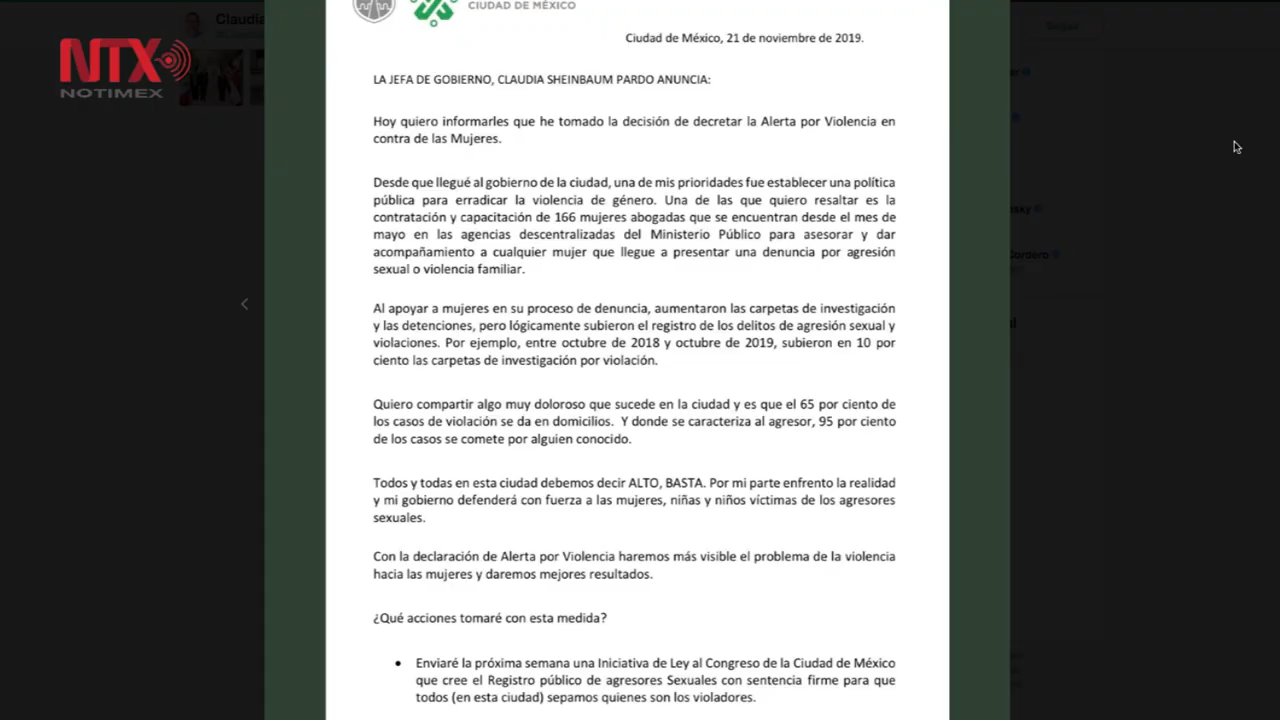 CIUDAD DE MÉXICO
Claudia
NTX
NOTIMEX
Ciudad de México, 21 de noviembre de 2019.
LA JEFA DE GOBIERNO, CLAUDIA SHEINBAUM PARDO ANUNCIA:
Hoy quiero informarles que he tomado la decisión de decretar la Alerta por Violencia en
contra de las Mujeres.
Desde que llegué al gobierno de la ciudad, una de mis prioridades fue establecer una política
pública para erradicar la violencia de género. Una de las que quiero resaltar es la
contratación y capacitación de 166 mujeres abogadas que se encuentran desde el mes de
mayo en las agencias descentralizadas del Ministerio Público para asesorar y dar
acompañamiento a cualquier mujer que llegue a presentar una denuncia por agresión
sexual o violencia familiar.
Al apoyar a mujeres en su proceso de denuncia, aumentaron las carpetas de investigación
y las detenciones, pero lógicamente subieron el registro de los delitos de agresión sexual y
violaciones. Por ejemplo, entre octubre de 2018 y octubre de 2019, subieron en 10 por
ciento las carpetas de investigación por violación.
Quiero compartir algo muy doloroso que sucede en la ciudad y es que el 65 por ciento de
los casos de violación se da en domicilios. Y donde se caracteriza al agresor, 95 por ciento
de los casos se comete por alguien conocido.
Todos y todas en esta ciudad debemos decir ALTO, BASTA. Por mi parte enfrento la realidad
y mi gobierno defenderá con fuerza a las mujeres, niñas y niños víctimas de los agresores
sexuales.
Con la declaración de Alerta por Violencia haremos más visible el problema de la violencia
hacia las mujeres y daremos mejores resultados.
¿Qué acciones tomaré con esta medida?
• Enviaré la próxima semana una Iniciativa de Ley al Congreso de la Ciudad de México
que cree el Registro público de agresores Sexuales con sentencia firme para que
todos (en esta ciudad) sepamos quienes son los violadores.